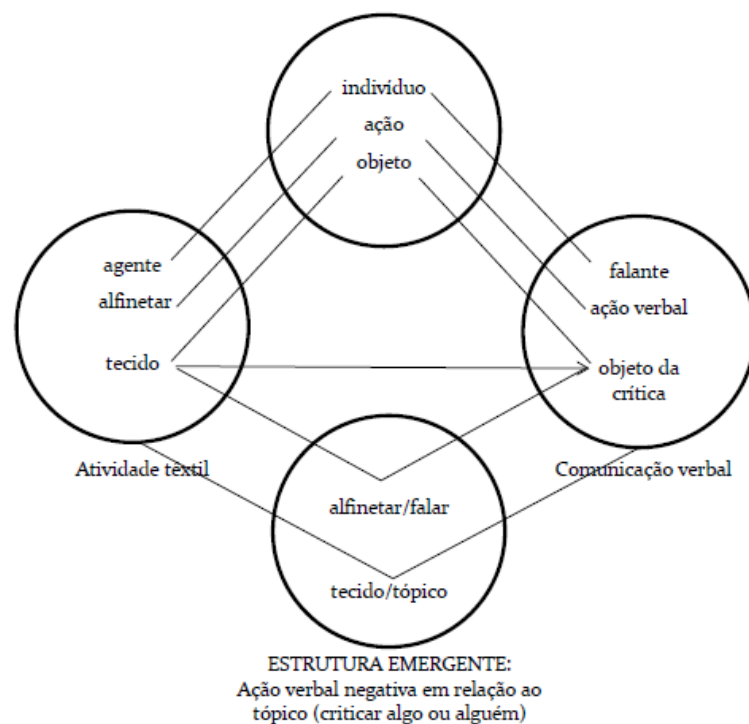 indivíduo
ação
objeto
agente
alfinetar
tecido
falante
ação verbal
objeto da
crítica
Atividade têxtil
Comunicação verbal
alfinetar/falar
tecido/tópico
ESTRUTURA EMERGENTE:
Ação verbal negativa em relação ao
tópico (criticar algo ou alguém)